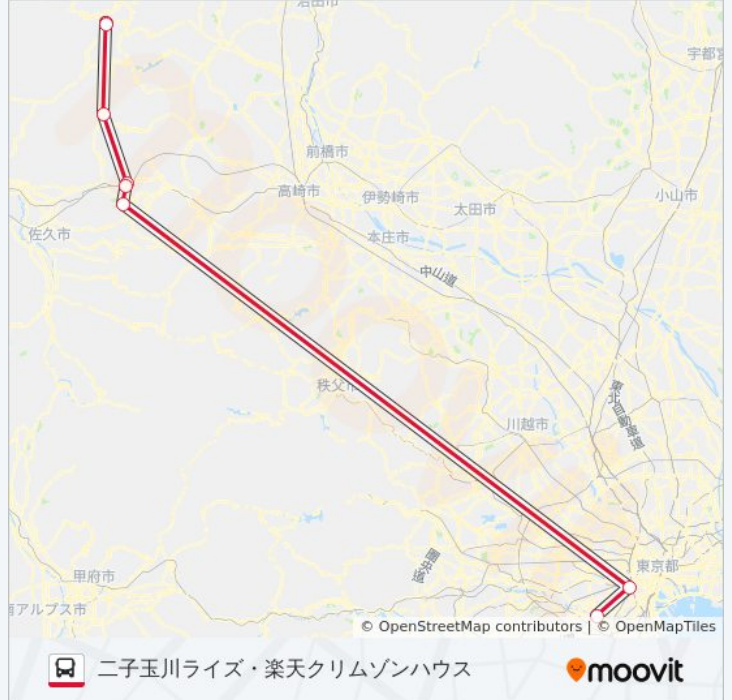 沼田市
宇都宮
前橋市
高崎市
伊勢崎市
太田市
小山市
佐久市
本庄市
中山道
秩父市
東北自動車道
川越市
圏央道
東京都
甲府市
南アルプス市
© OpenStreetMap contributors | © OpenMapTiles
二子玉川ライズ・楽天クリムゾンハウス
moovit